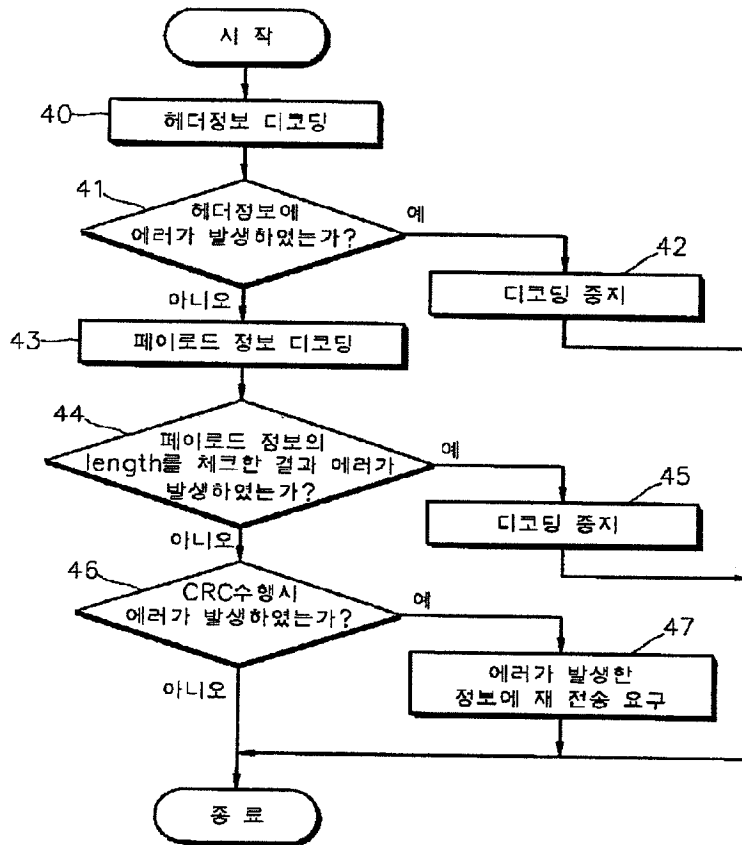 시 작
40
헤더정보 디코딩
41
헤더정보에
에러가 발생하였는가?
예
42
디코딩 중지
아니오
43
페이로드 정보 디코딩
44
페이로드 정보의
length를 체크한 결과 에러가
발생하였는가?
예
45
디코딩 중지
아니오
46
CRC수행시
에러가 발생하였는가?
예
47
에러가 발생한
정보에 재 전송 요구
아니오
종 료